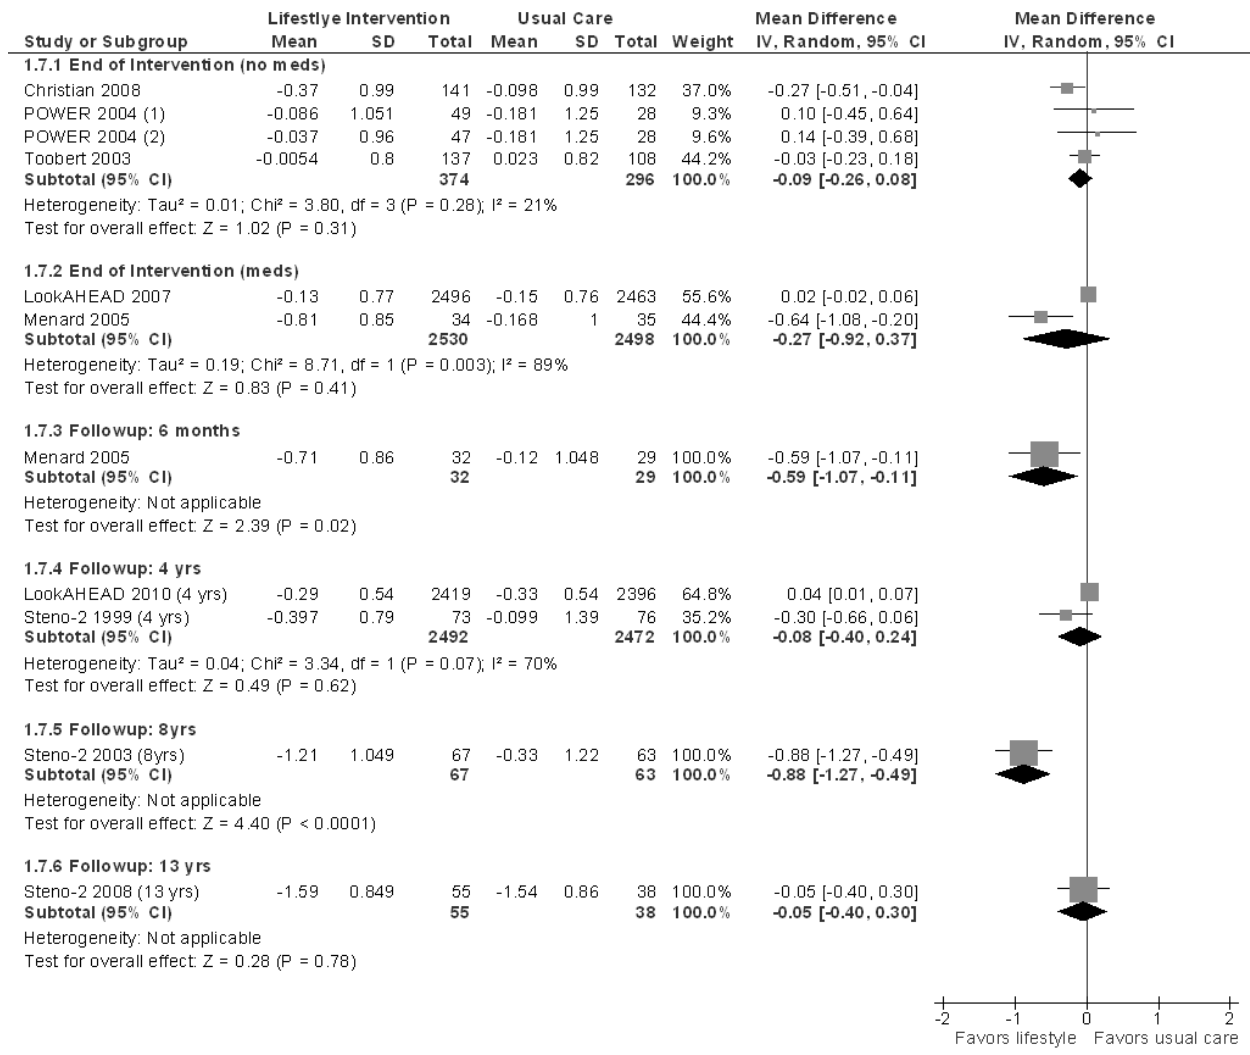 Lifestlye Intervention Usual Care Mean Difference Mean Difference
Study or Subgroup Mean SD Total Mean SD Total Weight IV, Random, 95% CI IV, Random, 95% CI
1.7.1 End of Intervention (no meds)
Christian 2008 -0.37 0.99 141 -0.098 0.99 132 37.0% -0.27 [-0.51, -0.04]
POWER 2004 (1) -0.086 1.051 49 -0.181 1.25 28 9.3% 0.10 [-0.45, 0.64]
POWER 2004 (2) -0.037 0.96 47 -0.181 1.25 28 9.6% 0.14 [-0.39, 0.68]
Toobert 2003 -0.0054 0.8 137 0.023 0.82 108 44.2% -0.03 [-0.23, 0.18]
Subtotal (95% CI) 374 296 100.0% -0.09 [-0.26, 0.08]
Heterogeneity: Tau² = 0.01; Chi² = 3.80, df = 3 (P = 0.28); I² = 21%
Test for overall effect: Z = 1.02 (P = 0.31)
1.7.2 End of Intervention (meds)
LookAHEAD 2007 -0.13 0.77 2496 -0.15 0.76 2463 55.6% 0.02 [-0.02, 0.06]
Menard 2005 -0.81 0.85 34 -0.168 1 35 44.4% -0.64 [-1.08, -0.20]
Subtotal (95% CI) 2530 2498 100.0% -0.27 [-0.92, 0.37]
Heterogeneity: Tau² = 0.19; Chi² = 8.71, df = 1 (P = 0.003); I² = 89%
Test for overall effect: Z = 0.83 (P = 0.41)
1.7.3 Followup: 6 months
Menard 2005 -0.71 0.86 32 -0.12 1.048 29 100.0% -0.59 [-1.07, -0.11]
Subtotal (95% CI) 32 29 100.0% -0.59 [-1.07, -0.11]
Heterogeneity: Not applicable
Test for overall effect: Z = 2.39 (P = 0.02)
1.7.4 Followup: 4 yrs
LookAHEAD 2010 (4 yrs) -0.29 0.54 2419 -0.33 0.54 2396 64.8% 0.04 [0.01, 0.07]
Steno-2 1999 (4 yrs) -0.397 0.79 73 -0.099 1.39 76 35.2% -0.30 [-0.66, 0.06]
Subtotal (95% CI) 2492 2472 100.0% -0.08 [-0.40, 0.24]
Heterogeneity: Tau² = 0.04; Chi² = 3.34, df = 1 (P = 0.07); I² = 70%
Test for overall effect: Z = 0.49 (P = 0.62)
1.7.5 Followup: 8yrs
Steno-2 2003 (8yrs) -1.21 1.049 67 -0.33 1.22 63 100.0% -0.88 [-1.27, -0.49]
Subtotal (95% CI) 67 63 100.0% -0.88 [-1.27, -0.49]
Heterogeneity: Not applicable
Test for overall effect: Z = 4.40 (P < 0.0001)
1.7.6 Followup: 13 yrs
Steno-2 2008 (13 yrs) -1.59 0.849 55 -1.54 0.86 38 100.0% -0.05 [-0.40, 0.30]
Subtotal (95% CI) 55 38 100.0% -0.05 [-0.40, 0.30]
Heterogeneity: Not applicable
Test for overall effect: Z = 0.28 (P = 0.78)
-2 -1 0 1 2
Favors lifestyle Favors usual care